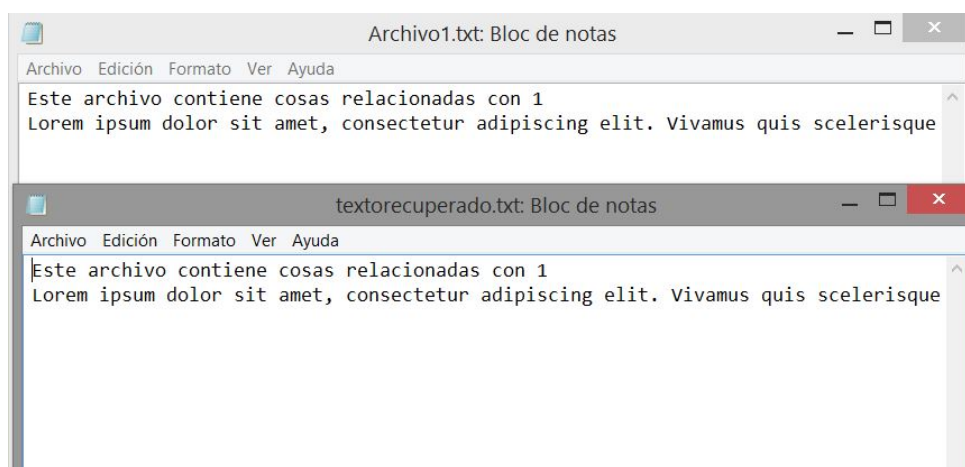 Archivo1.txt: Bloc de notas
Archivo Edición Formato Ver Ayuda
Este archivo contiene cosas relacionadas con 1
Lorem ipsum dolor sit amet, consectetur adipiscing elit. Vivamus quis scelerisque
textorecuperado.txt: Bloc de notas
Archivo Edición Formato Ver Ayuda
Este archivo contiene cosas relacionadas con 1
Lorem ipsum dolor sit amet, consectetur adipiscing elit. Vivamus quis scelerisque